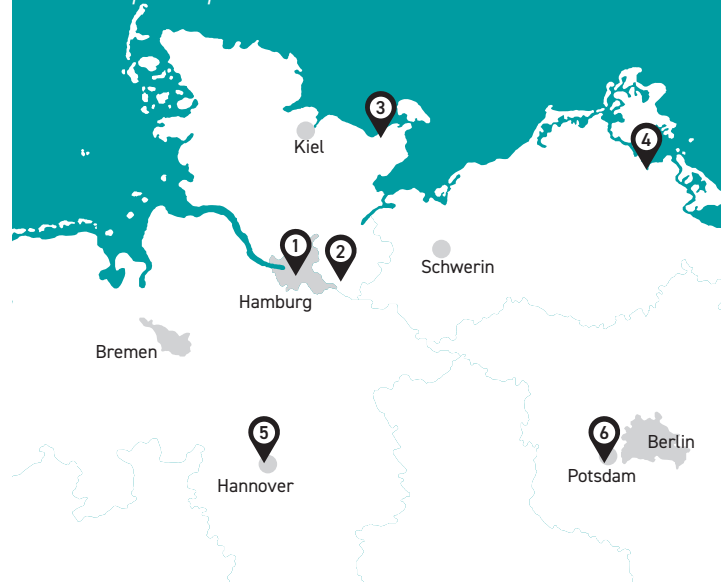 3
4
Kiel
1
2
Schwerin
Hamburg
Bremen
5
6
Berlin
Hannover
Potsdam